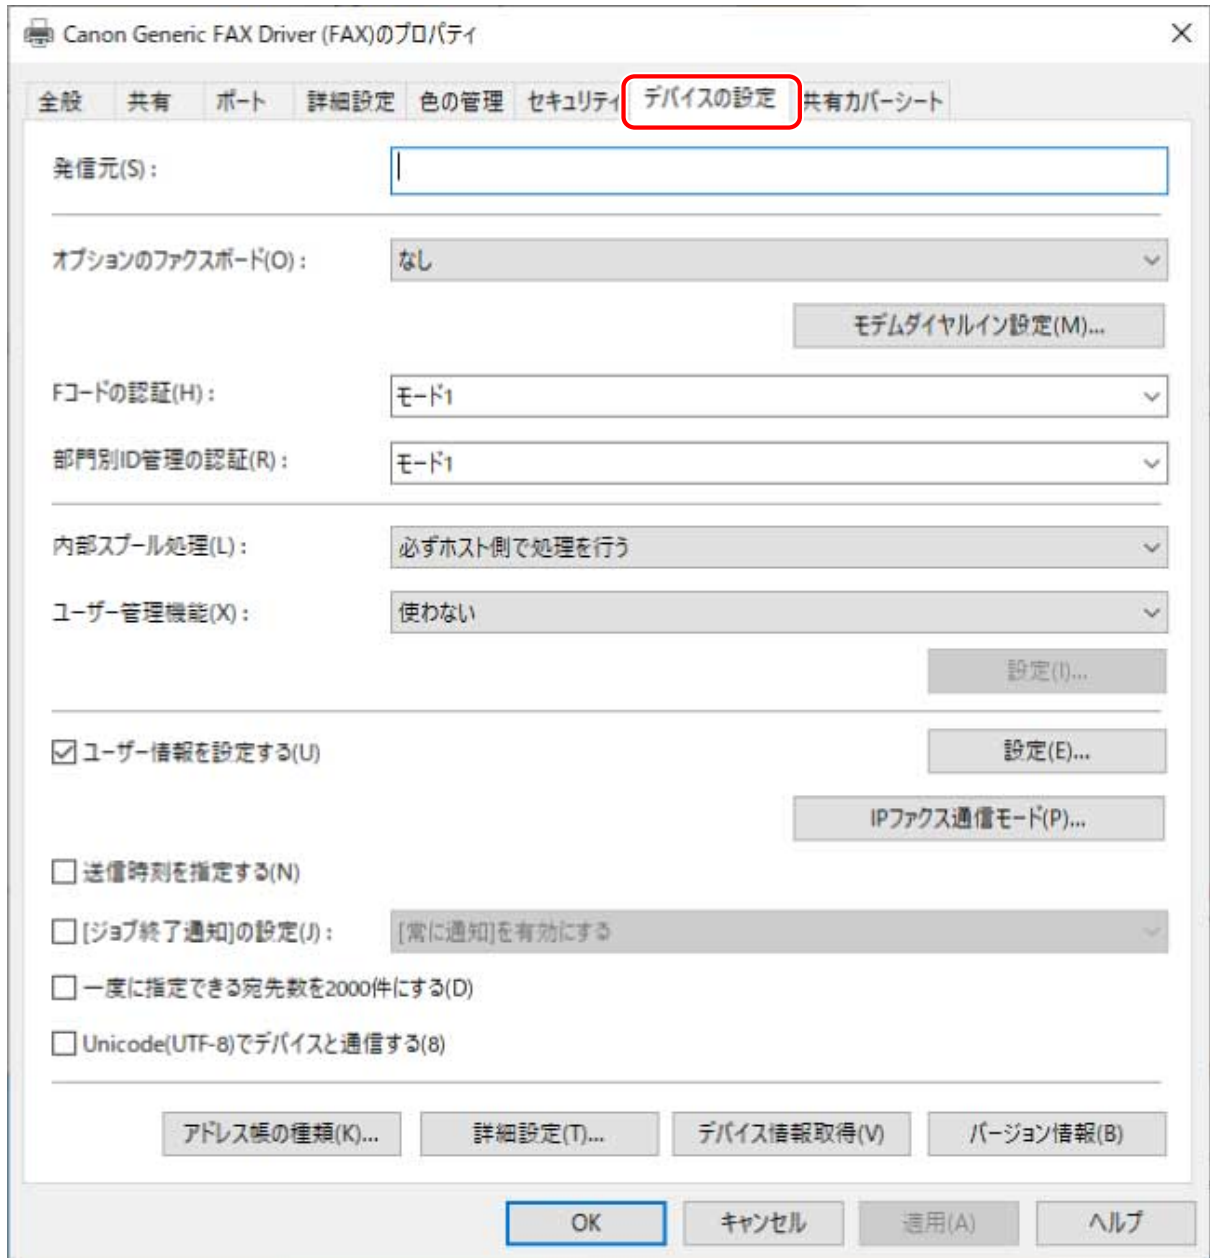 Canon Generic FAX Driver (FAX)のプロパティ
全般 共有 ポート 詳細設定 色の管理 セキュリティ デバイスの設定 共有カバーシート
発信元(S) :
オプションのファクスボード(O) : なし
モデムダイヤルイン設定(M)...
Fコードの認証(H) : モード1
部門別ID管理の認証(R) : モード1
内部スプール処理(L) : 必ずホスト側で処理を行う
ユーザー管理機能(X) : 使わない
設定(I)...
ユーザー情報を設定する(U) 設定(E)...
IPファクス通信モード(P)...
送信時刻を指定する(N)
[ジョブ終了通知]の設定(J) : [常に通知]を有効にする
一度に指定できる宛先数を2000件にする(D)
Unicode(UTF-8)でデバイスと通信する(8)
アドレス帳の種類(K)... 詳細設定(T)... デバイス情報取得(V) バージョン情報(B)
OK キャンセル 適用(A) ヘルプ